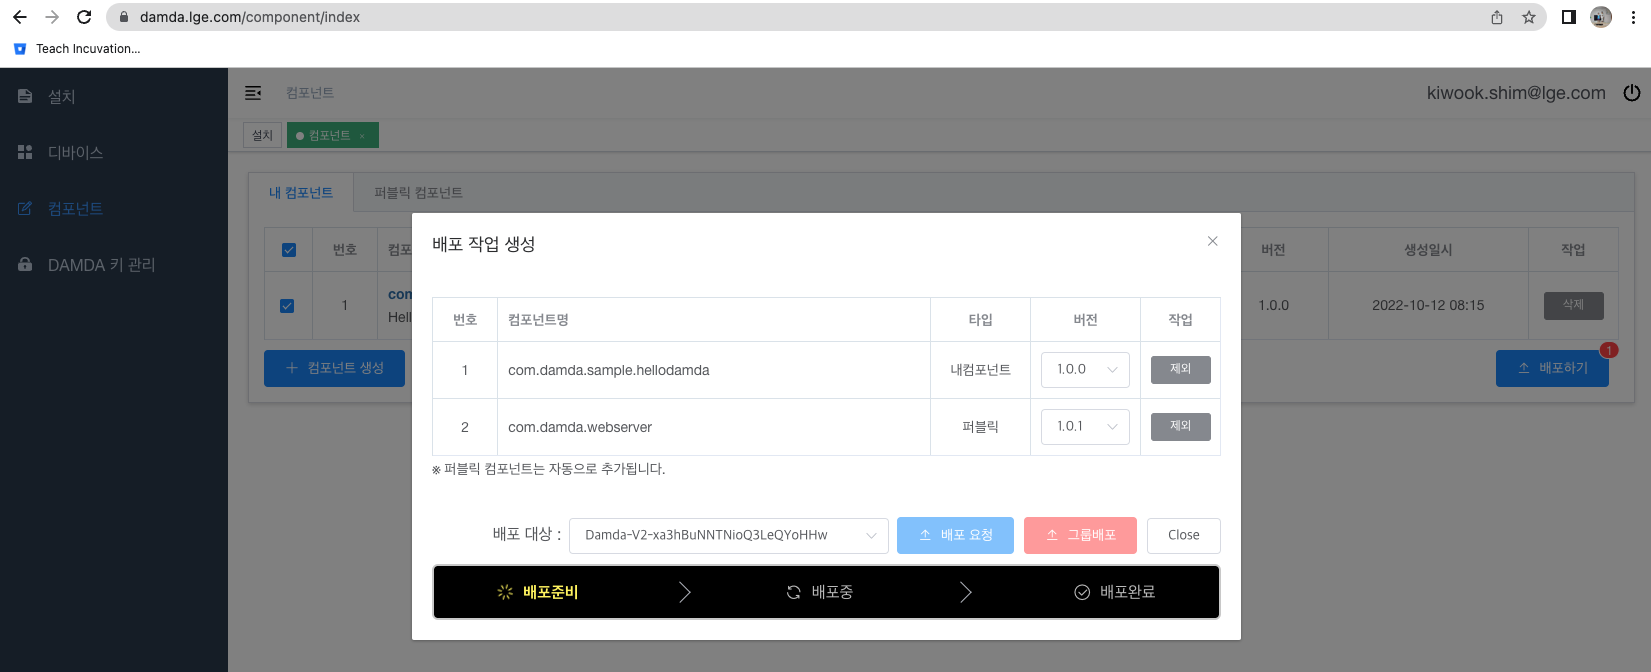 damda.lge.com/component/index
Teach Incuvation...
설치
디바이스
컴포넌트
DAMDA 키 관리
컴포넌트
kiwook.shim@lge.com
설치
컴포넌트 ×
내 컴포넌트
퍼블릭 컴포넌트
번호
컴포
버전
생성일시
작업
1
com
Hell
1.0.0
2022-10-12 08:15
삭제
+ 컴포넌트 생성
배포하기
1
배포 작업 생성
번호
컴포넌트명
타입
버전
작업
1
com.damda.sample.hellodamda
내컴포넌트
1.0.0
제외
2
com.damda.webserver
퍼블릭
1.0.1
제외
※ 퍼블릭 컴포넌트는 자동으로 추가됩니다.
배포 대상 :
Damda-V2-xa3hBuNNTNioQ3LeQYoHHw
배포 요청
그룹배포
Close
배포준비
배포중
배포완료